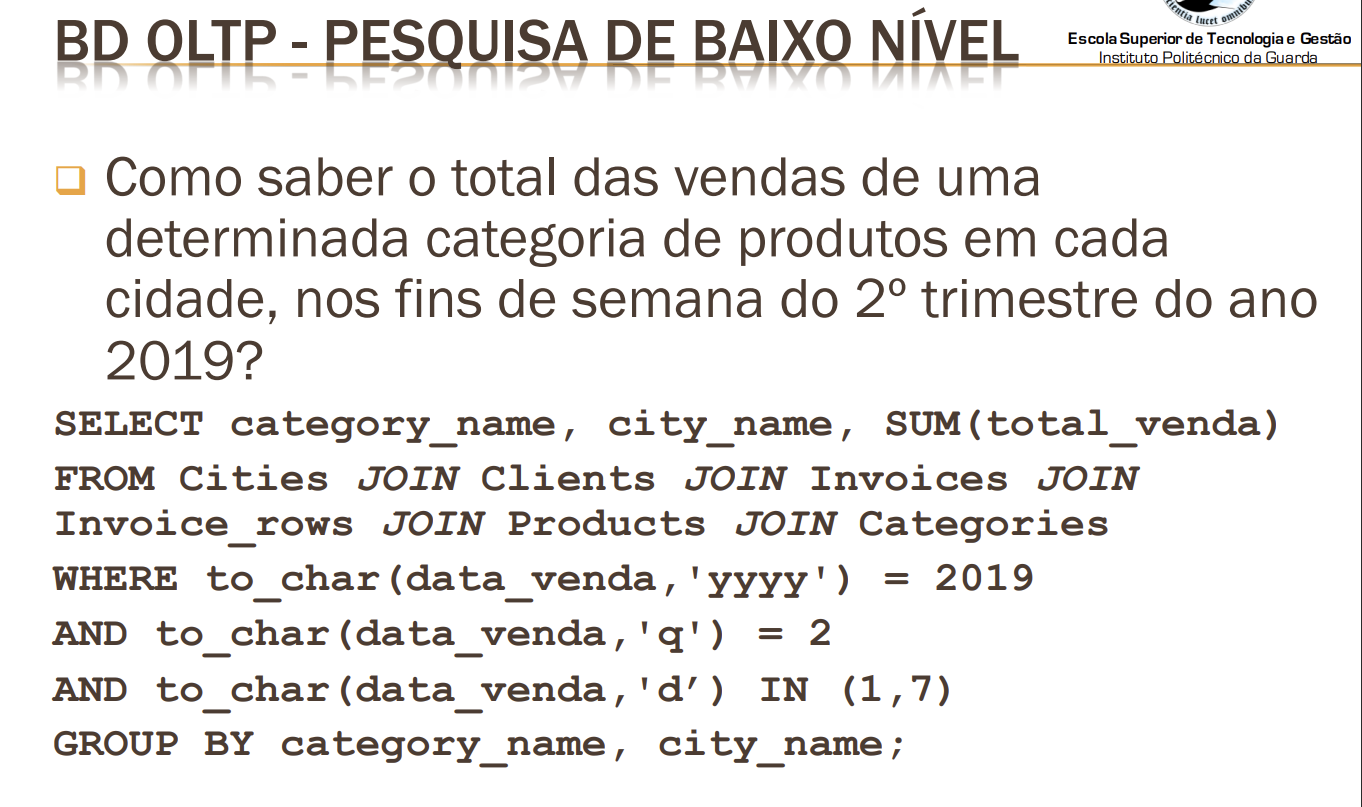 BD OLTP - PESQUISA DE BAIXO NÍVEL
Escola Superior de Tecnologia e Gestão
Instituto Politécnico da Guarda
Como saber o total das vendas de uma
determinada categoria de produtos em cada
cidade, nos fins de semana do 2º trimestre do ano
2019?
SELECT category_name, city_name, SUM(total_venda)
FROM Cities JOIN Clients JOIN Invoices JOIN
Invoice_rows JOIN Products JOIN Categories
WHERE to_char(data_venda,'yyyy') = 2019
AND to_char(data_venda,'q') = 2
AND to_char(data_venda,'d’) IN (1,7)
GROUP BY category_name, city_name;